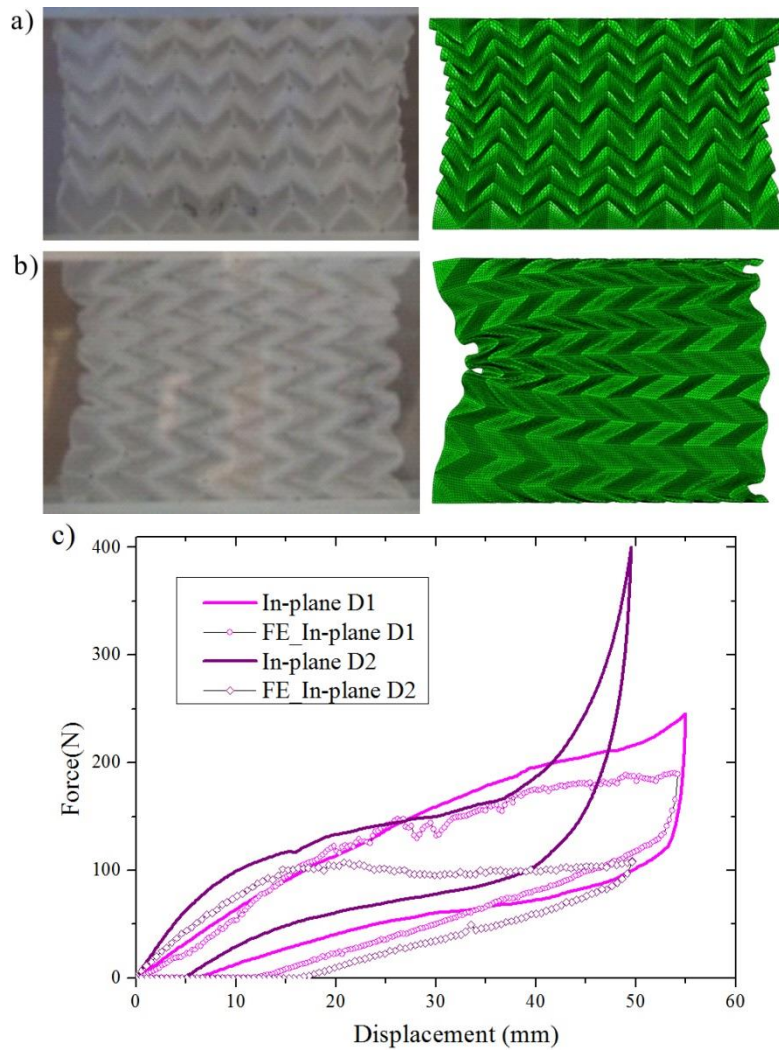 a)
b)
c)
400
300
200
100
0
Force(N)
In-plane D1
FE_In-plane D1
In-plane D2
FE_In-plane D2
0 10 20 30 40 50 60
Displacement (mm)